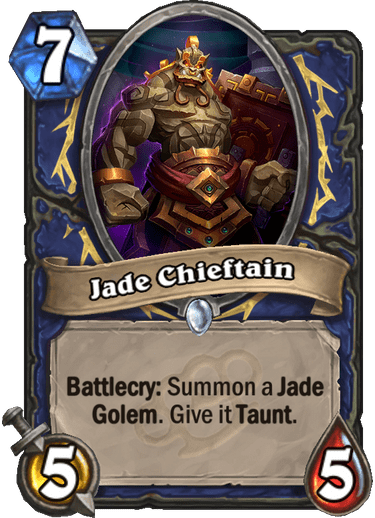 7
Jade Chieftain
Battlecry: Summon a Jade
Golem. Give it Taunt.
5 5